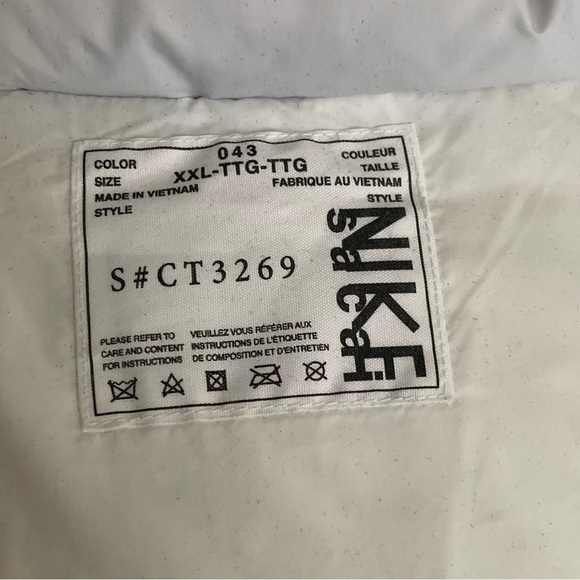 COLOR 043 COULEUR
SIZE XXL-TTG-TTG TAILLE
MADE IN VIETNAM FABRIQUE AU VIETNAM
STYLE STYLE
S#CT3269
PLEASE REFER TO
CARE AND CONTENT
FOR INSTRUCTIONS
VEUILLEZ VOUS RÉFÉRER AUX
INSTRUCTIONS DE L'ÉTIQUETTE
DE COMPOSITION ET D'ENTRETIEN
NIKE
sacai